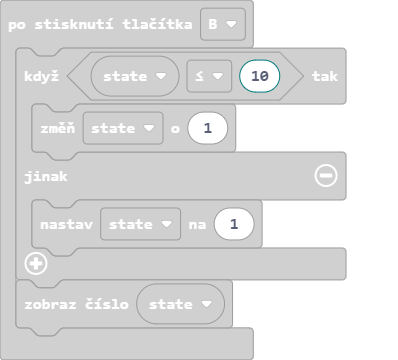 po stisknutí tlačítka B
když state ≤ 10 tak
změň state o 1
jinak
nastav state na 1
zobraz číslo state